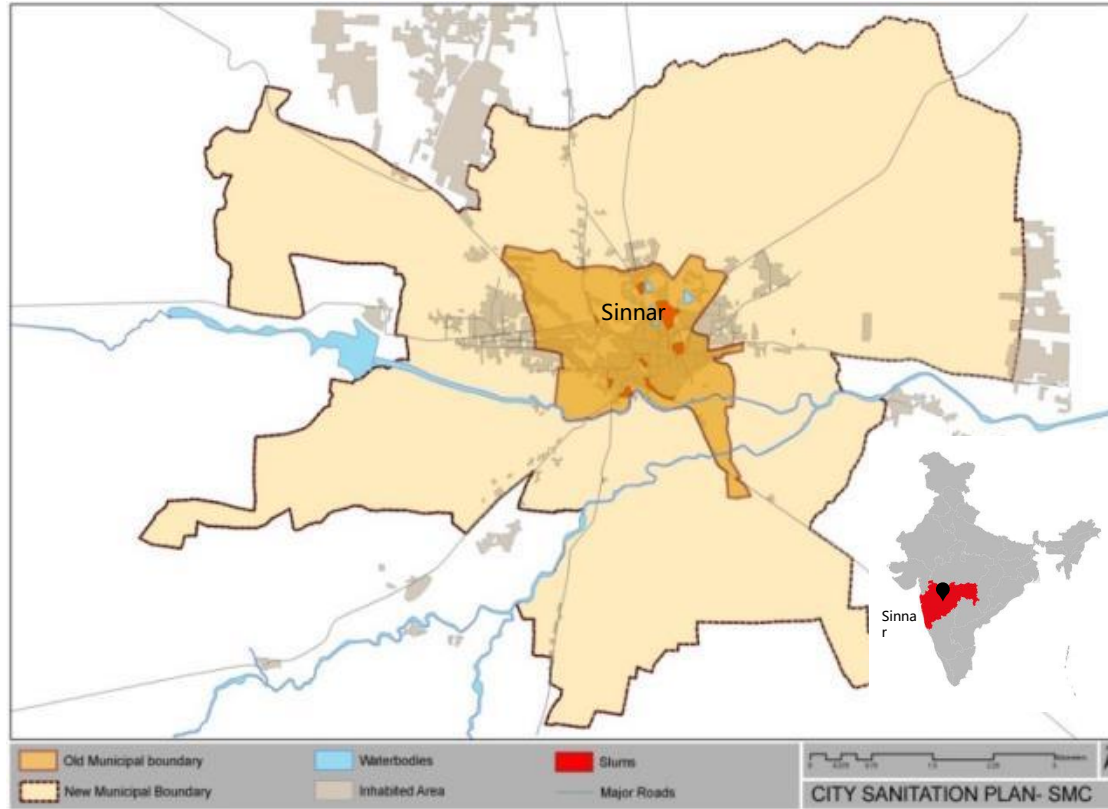 Sinnar
Sinna
r
Old Municipal boundary
Waterbodies
Slums
New Municipal Boundary
Inhabited Area
Major Roads
CITY SANITATION PLAN- SMC